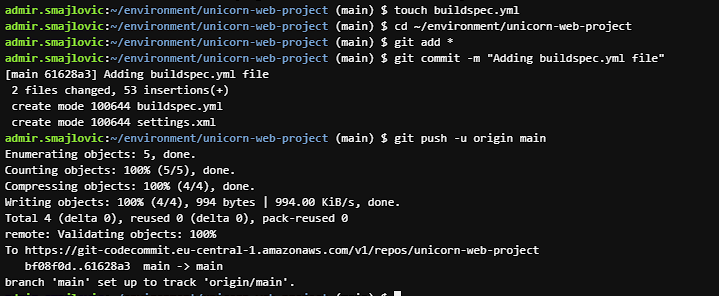 admir.smajlovic:~/environment/unicorn-web-project (main) $ touch buildspec.yml
admir.smajlovic:~/environment/unicorn-web-project (main) $ cd ~/environment/unicorn-web-project
admir.smajlovic:~/environment/unicorn-web-project (main) $ git add *
admir.smajlovic:~/environment/unicorn-web-project (main) $ git commit -m "Adding buildspec.yml file"
[main 61628a3] Adding buildspec.yml file
 2 files changed, 53 insertions(+)
 create mode 100644 buildspec.yml
 create mode 100644 settings.xml
admir.smajlovic:~/environment/unicorn-web-project (main) $ git push -u origin main
Enumerating objects: 5, done.
Counting objects: 100% (5/5), done.
Compressing objects: 100% (4/4), done.
Writing objects: 100% (4/4), 994 bytes | 994.00 KiB/s, done.
Total 4 (delta 0), reused 0 (delta 0), pack-reused 0
remote: Validating objects: 100%
To https://git-codecommit.eu-central-1.amazonaws.com/v1/repos/unicorn-web-project
   bf08f0d..61628a3  main -> main
branch 'main' set up to track 'origin/main'.
admir.smajlovic:~/environment/unicorn-web-project (main) $